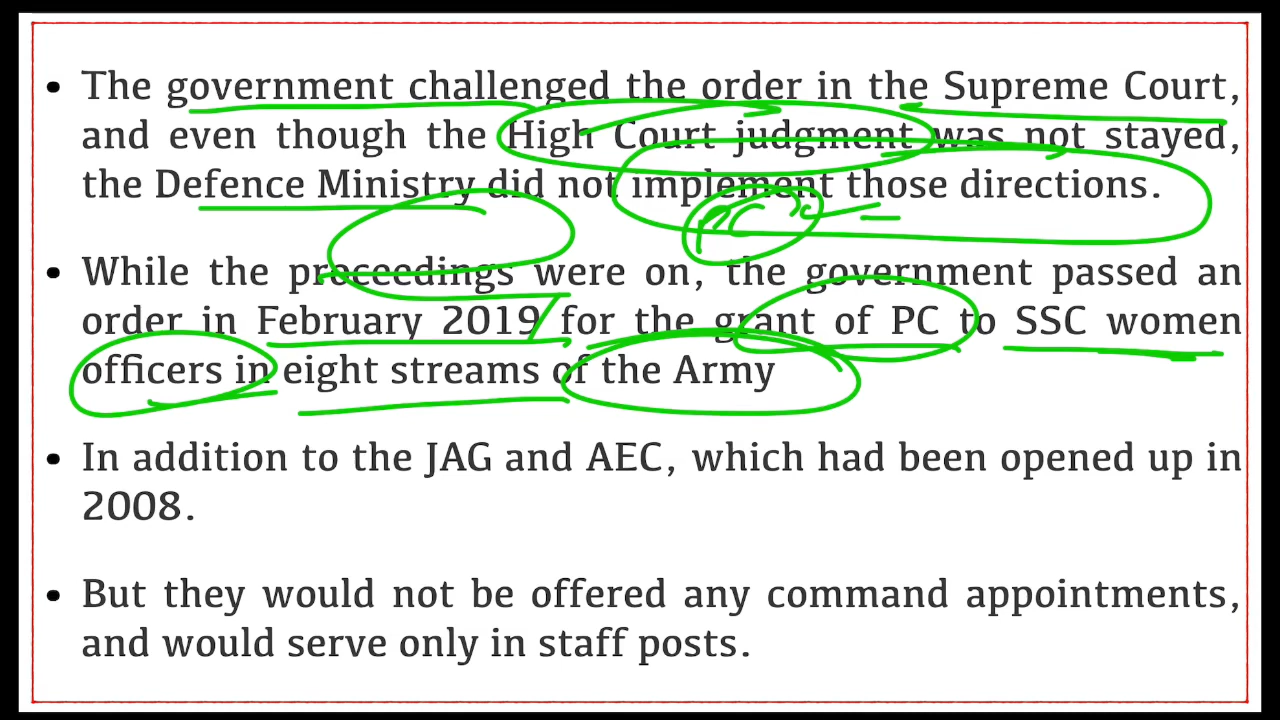 • The government challenged the order in the Supreme Court,
and even though the High Court judgment was not stayed,
the Defence Ministry did not implement those directions.
PC
• While the proceedings were on, the government passed an
order in February 2019 for the grant of PC to SSC women
officers in eight streams of the Army
• In addition to the JAG and AEC, which had been opened up in
2008.
• But they would not be offered any command appointments,
and would serve only in staff posts.